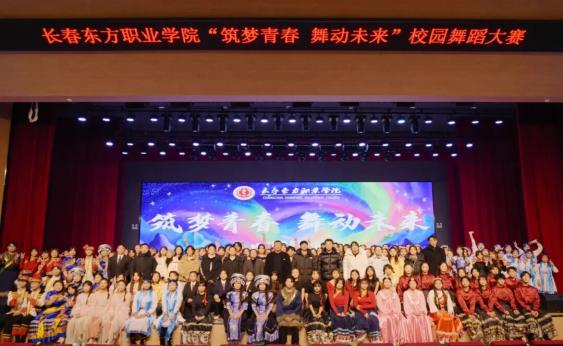 长春东方职业学院“筑梦青春 舞动未来”校园舞蹈大赛
长春东方职业学院
筑梦青春 舞动未来